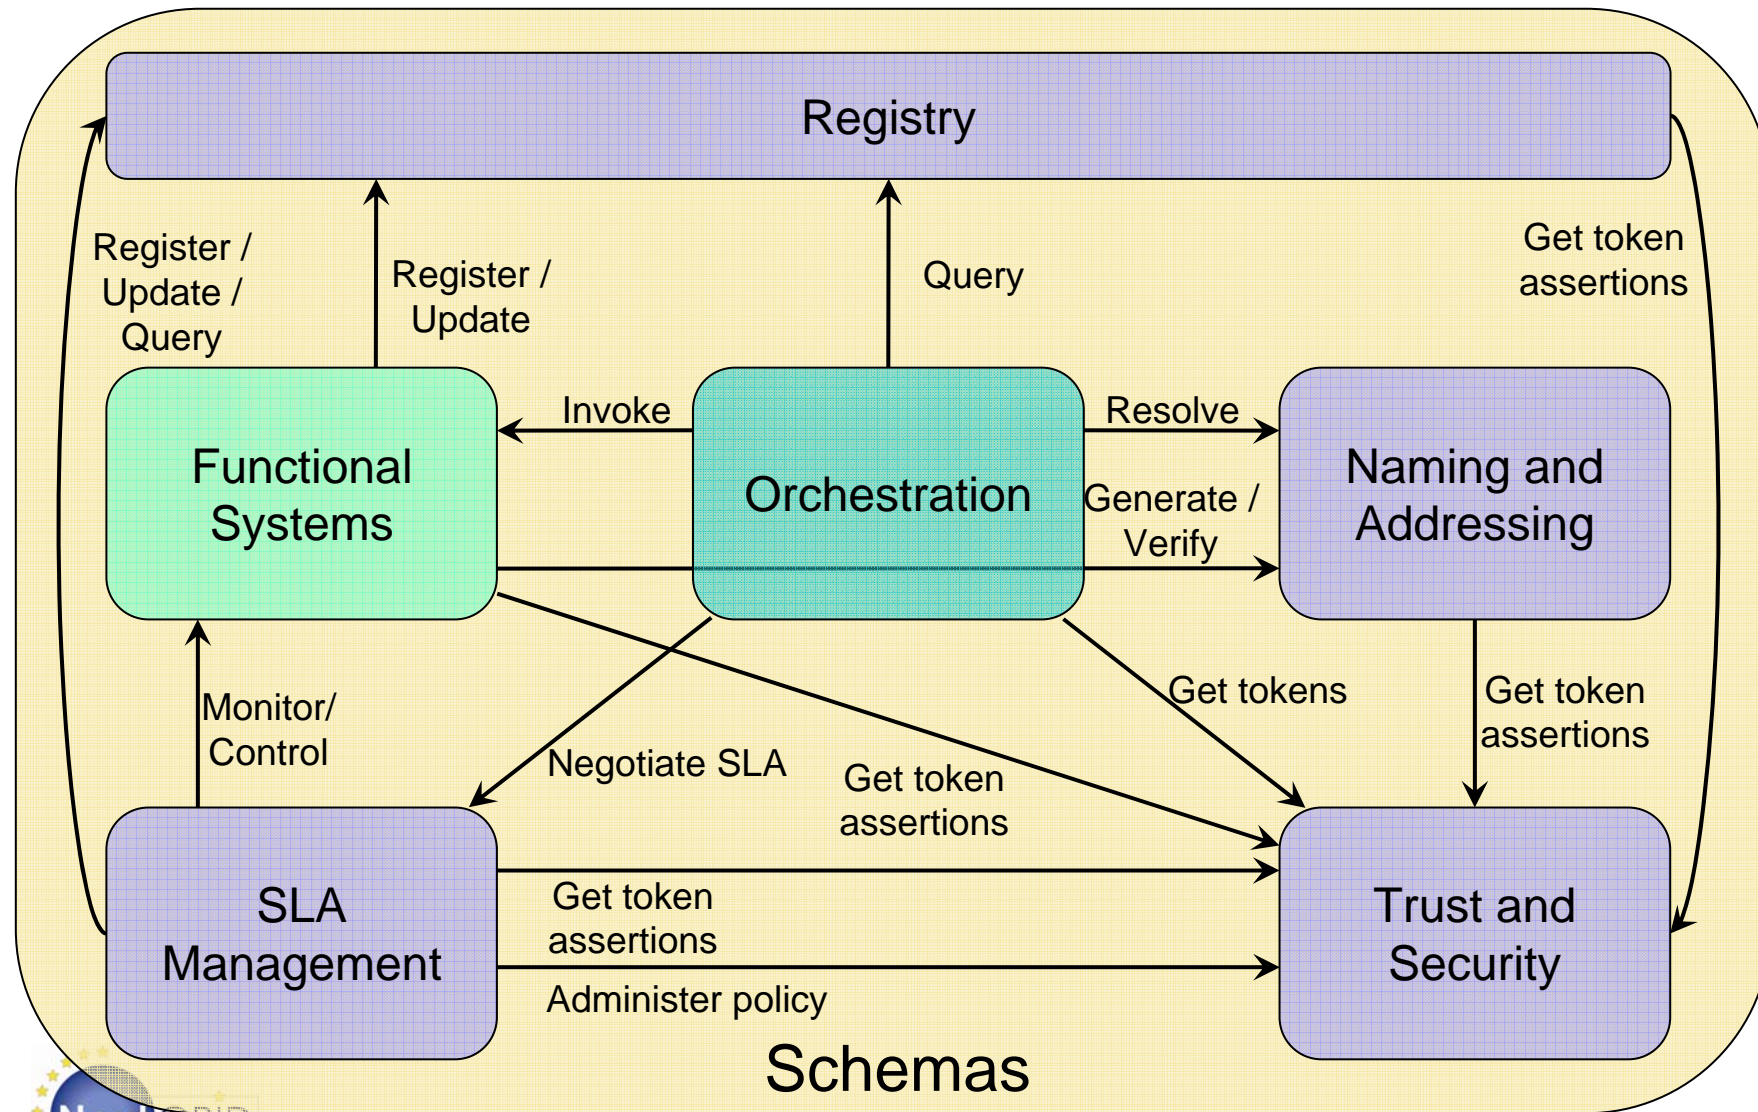 Registry
Register /
Update /
Query
Register /
Update
Query
Get token
assertions
Invoke
Resolve
Functional
Systems
Orchestration
Generate /
Verify
Naming and
Addressing
Monitor/
Control
Negotiate SLA
Get token
assertions
Get tokens
Get token
assertions
SLA
Management
Get token
assertions
Administer policy
Trust and
Security
Schemas